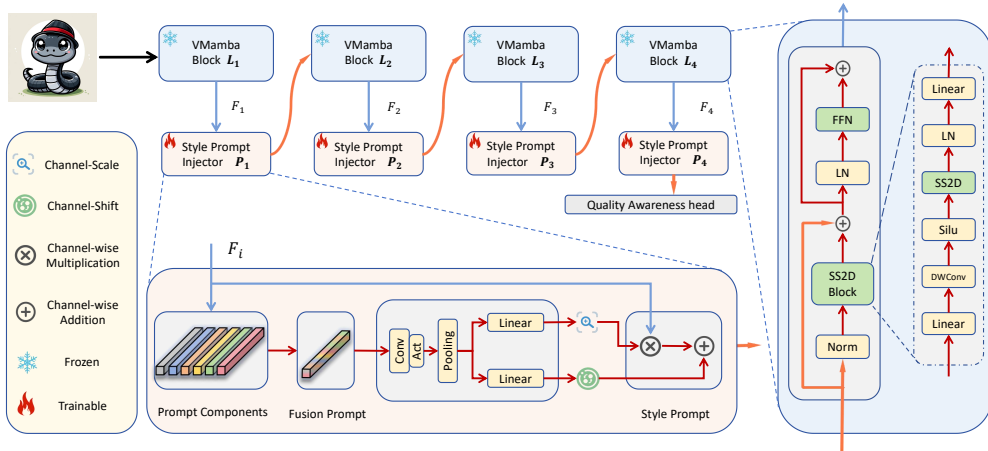 VMamba
Block L1
VMamba
Block L2
VMamba
Block L3
VMamba
Block L4
F1
F2
F3
F4
Style Prompt
Injector P1
Style Prompt
Injector P2
Style Prompt
Injector P3
Style Prompt
Injector P4
Quality Awareness head
Channel-Scale
Channel-Shift
Channel-wise
Multiplication
Channel-wise
Addition
Frozen
Trainable
Fi
Conv
Act
Pooling
Linear
Linear
Prompt Components
Fusion Prompt
Style Prompt
FFN
LN
SS2D
Block
Norm
Linear
LN
SS2D
Silu
DWConv
Linear